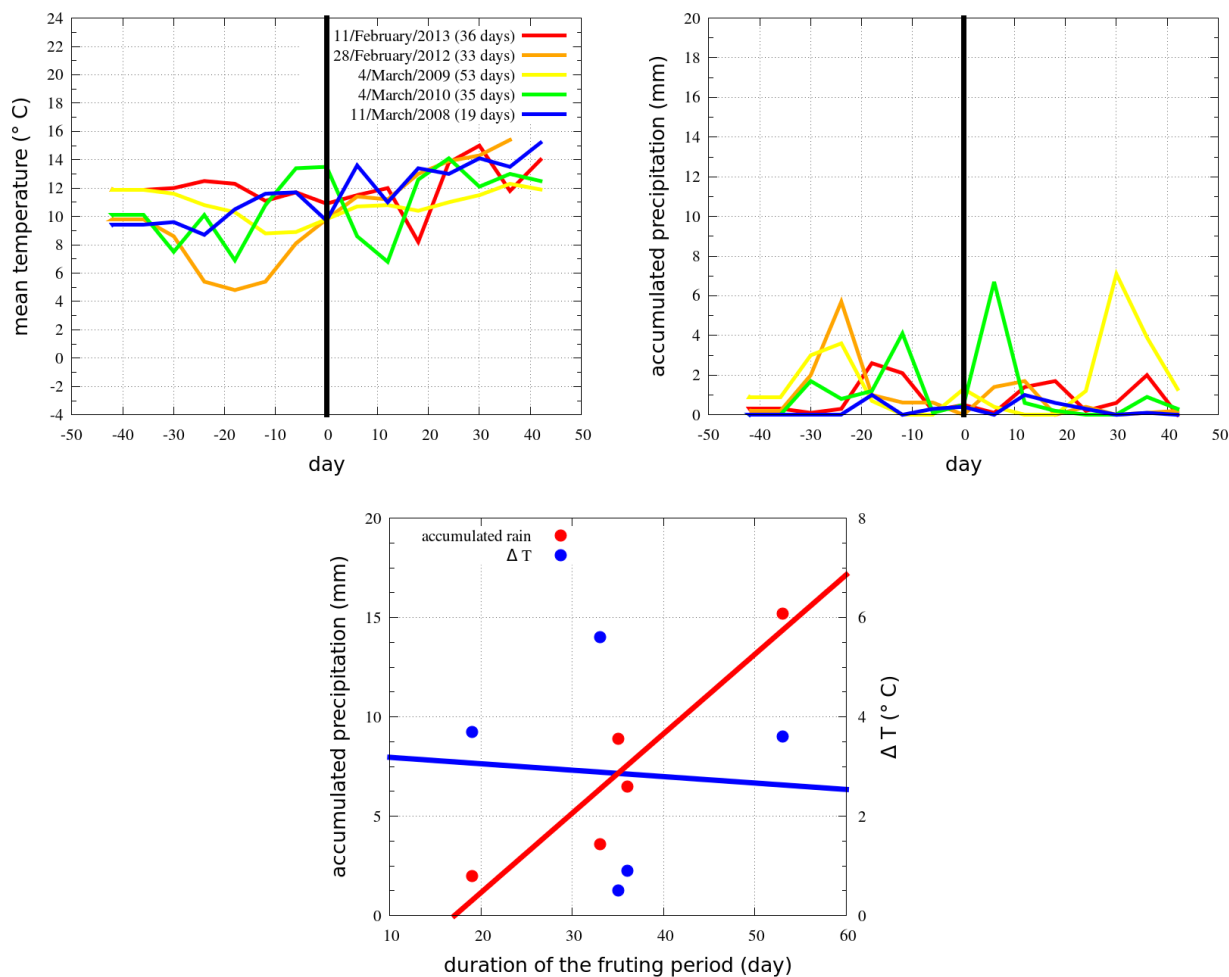 24
22
20
18
16
14
12
10
8
6
4
2
0
-2
-4
mean temperature (° C)
11/February/2013 (36 days)
28/February/2012 (33 days)
4/March/2009 (53 days)
4/March/2010 (35 days)
11/March/2008 (19 days)
-50 -40 -30 -20 -10 0 10 20 30 40 50
day
20
18
16
14
12
10
8
6
4
2
0
accumulated precipitation (mm)
-50 -40 -30 -20 -10 0 10 20 30 40 50
day
20
15
10
5
0
accumulated precipitation (mm)
accumulated rain
Δ T
8
6
4
2
0
Δ T (° C)
10 20 30 40 50 60
duration of the fruting period (day)